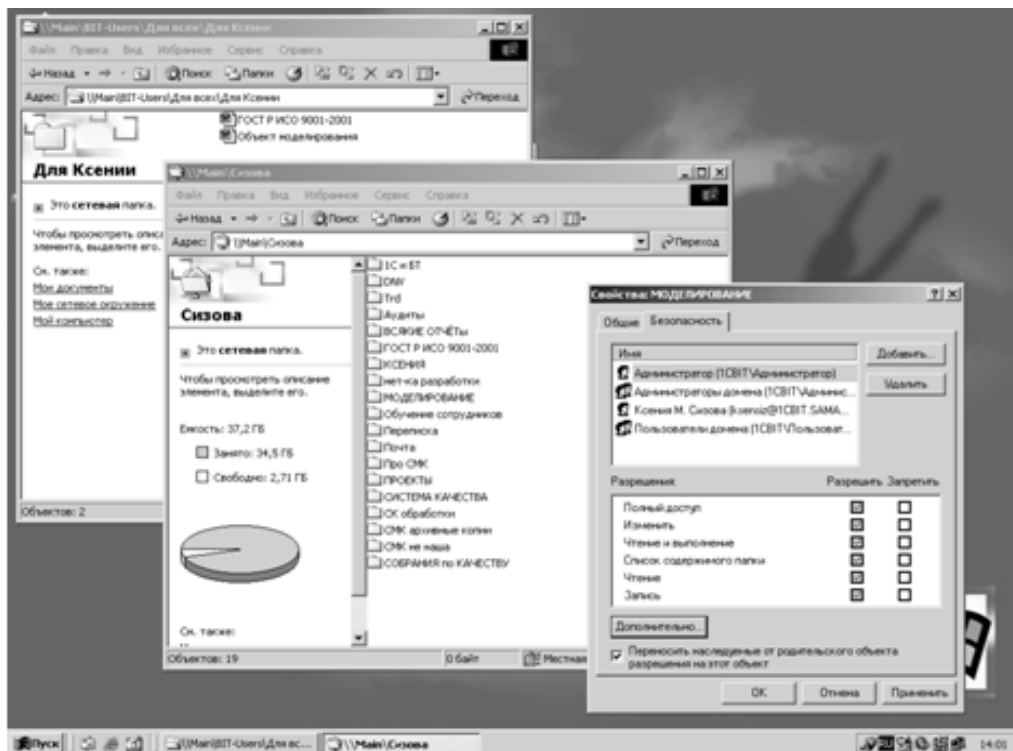 \\Main\BIT-Users\Для всех\Для Ксении
Файл Правка Вид Избранное Сервис Справка
Назад Поиск Папки
Адрес: \\Main\BIT-Users\Для всех\Для Ксении Переход
ГОСТ Р ИСО 9001-2001
Объект моделирования
Для Ксении
Это сетевая папка.
Чтобы просмотреть
элемента, выделите его.
См. также:
Мои документы
Мое сетевое окружение
Мой компьютер
Объектов: 2
\\Main\Сизова
Файл Правка Вид Избранное Сервис Справка
Назад Поиск Папки
Адрес: \\Main\Сизова Переход
Сизова
Это сетевая папка.
Чтобы просмотреть описание
элемента, выделите его.
Емкость: 37,2 ГБ
Занято: 34,5 ГБ
Свободно: 2,71 ГБ
См. также:
1С и БТ
DNV
Trd
Аудиты
ВСЯКИЕ ОТЧЁТы
ГОСТ Р ИСО 9001-2001
КСЕНИЯ
мет-ка разработки
МОДЕЛИРОВАНИЕ
Обучение сотрудников
Переписка
Почта
Про СМК
ПРОЕКТЫ
СИСТЕМА КАЧЕСТВА
СК обработки
СМК архивные копии
СМК не наша
СОБРАНИЯ по КАЧЕСТВУ
Объектов: 19 0 байт Местная
Свойства: МОДЕЛИРОВАНИЕ
Общие Безопасность
Имя
Администратор (1CBIT\Администратор)
Администраторы домена (1CBIT\Админис...
Ксения М. Сизова (kseniz@1CBIT.SAMA...
Пользователи домена (1CBIT\Пользоват...
Добавить...
Удалить
Разрешения: Разрешить Запретить
Полный доступ
Изменить
Чтение и выполнение
Список содержимого папки
Чтение
Запись
Дополнительно...
Переносить наследуемые от родительского объекта
разрешения на этот объект
ОК Отмена Применить
Пуск \\Main\BIT-Users\Для вс... \\Main\Сизова RU 14:01